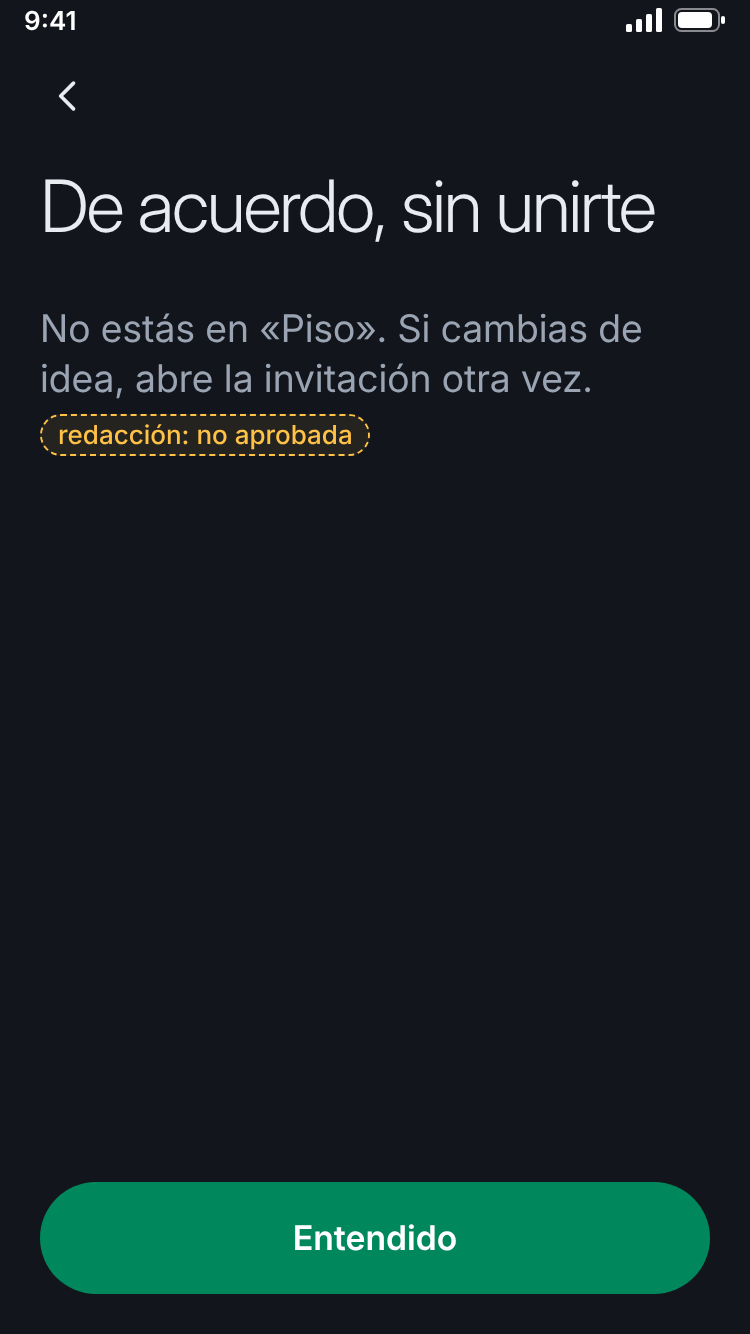 9:41
De acuerdo, sin unirte
No estás en «Piso». Si cambias de
idea, abre la invitación otra vez.
redacción: no aprobada
Entendido